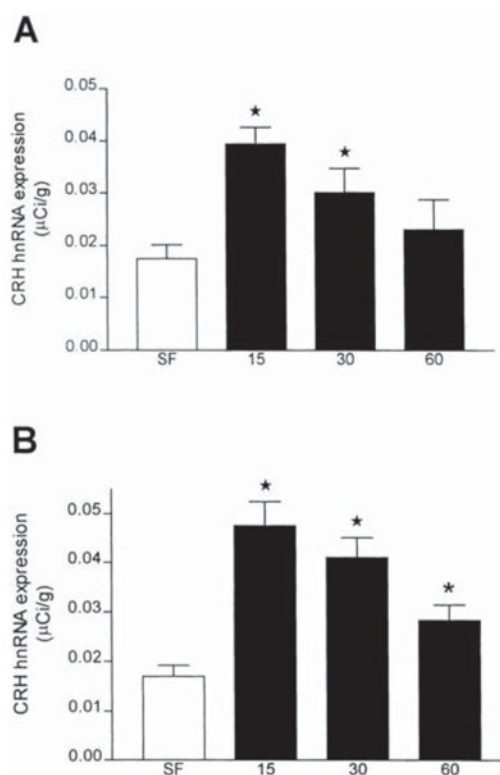 A
CRH hnRNA expression
(μCi/g)
0.05
0.04
0.03
0.02
0.01
0.00
SF 15 30 60
B
CRH hnRNA expression
(μCi/g)
0.05
0.04
0.03
0.02
0.01
0.00
SF 15 30 60